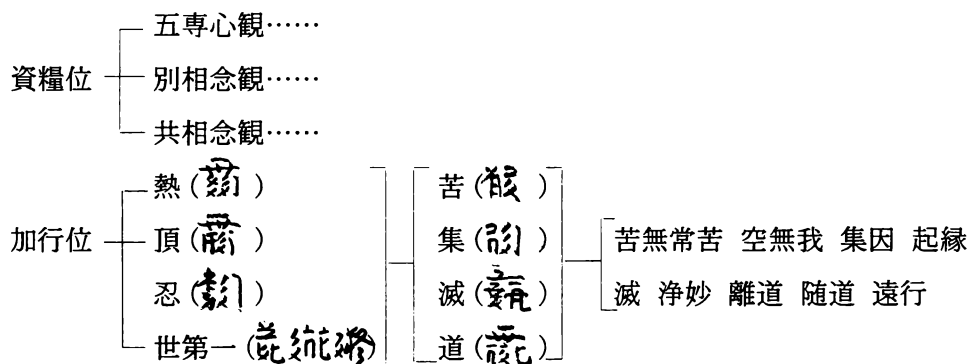 五専心観……
資糧位 別相念観……
共相念観……
熱( ) 苦( )
加行位 頂( ) 集( ) 苦無常苦 空無我 集因 起縁
忍( ) 滅( ) 滅 浄妙 離道 随道 遠行
世第一( ) 道( )